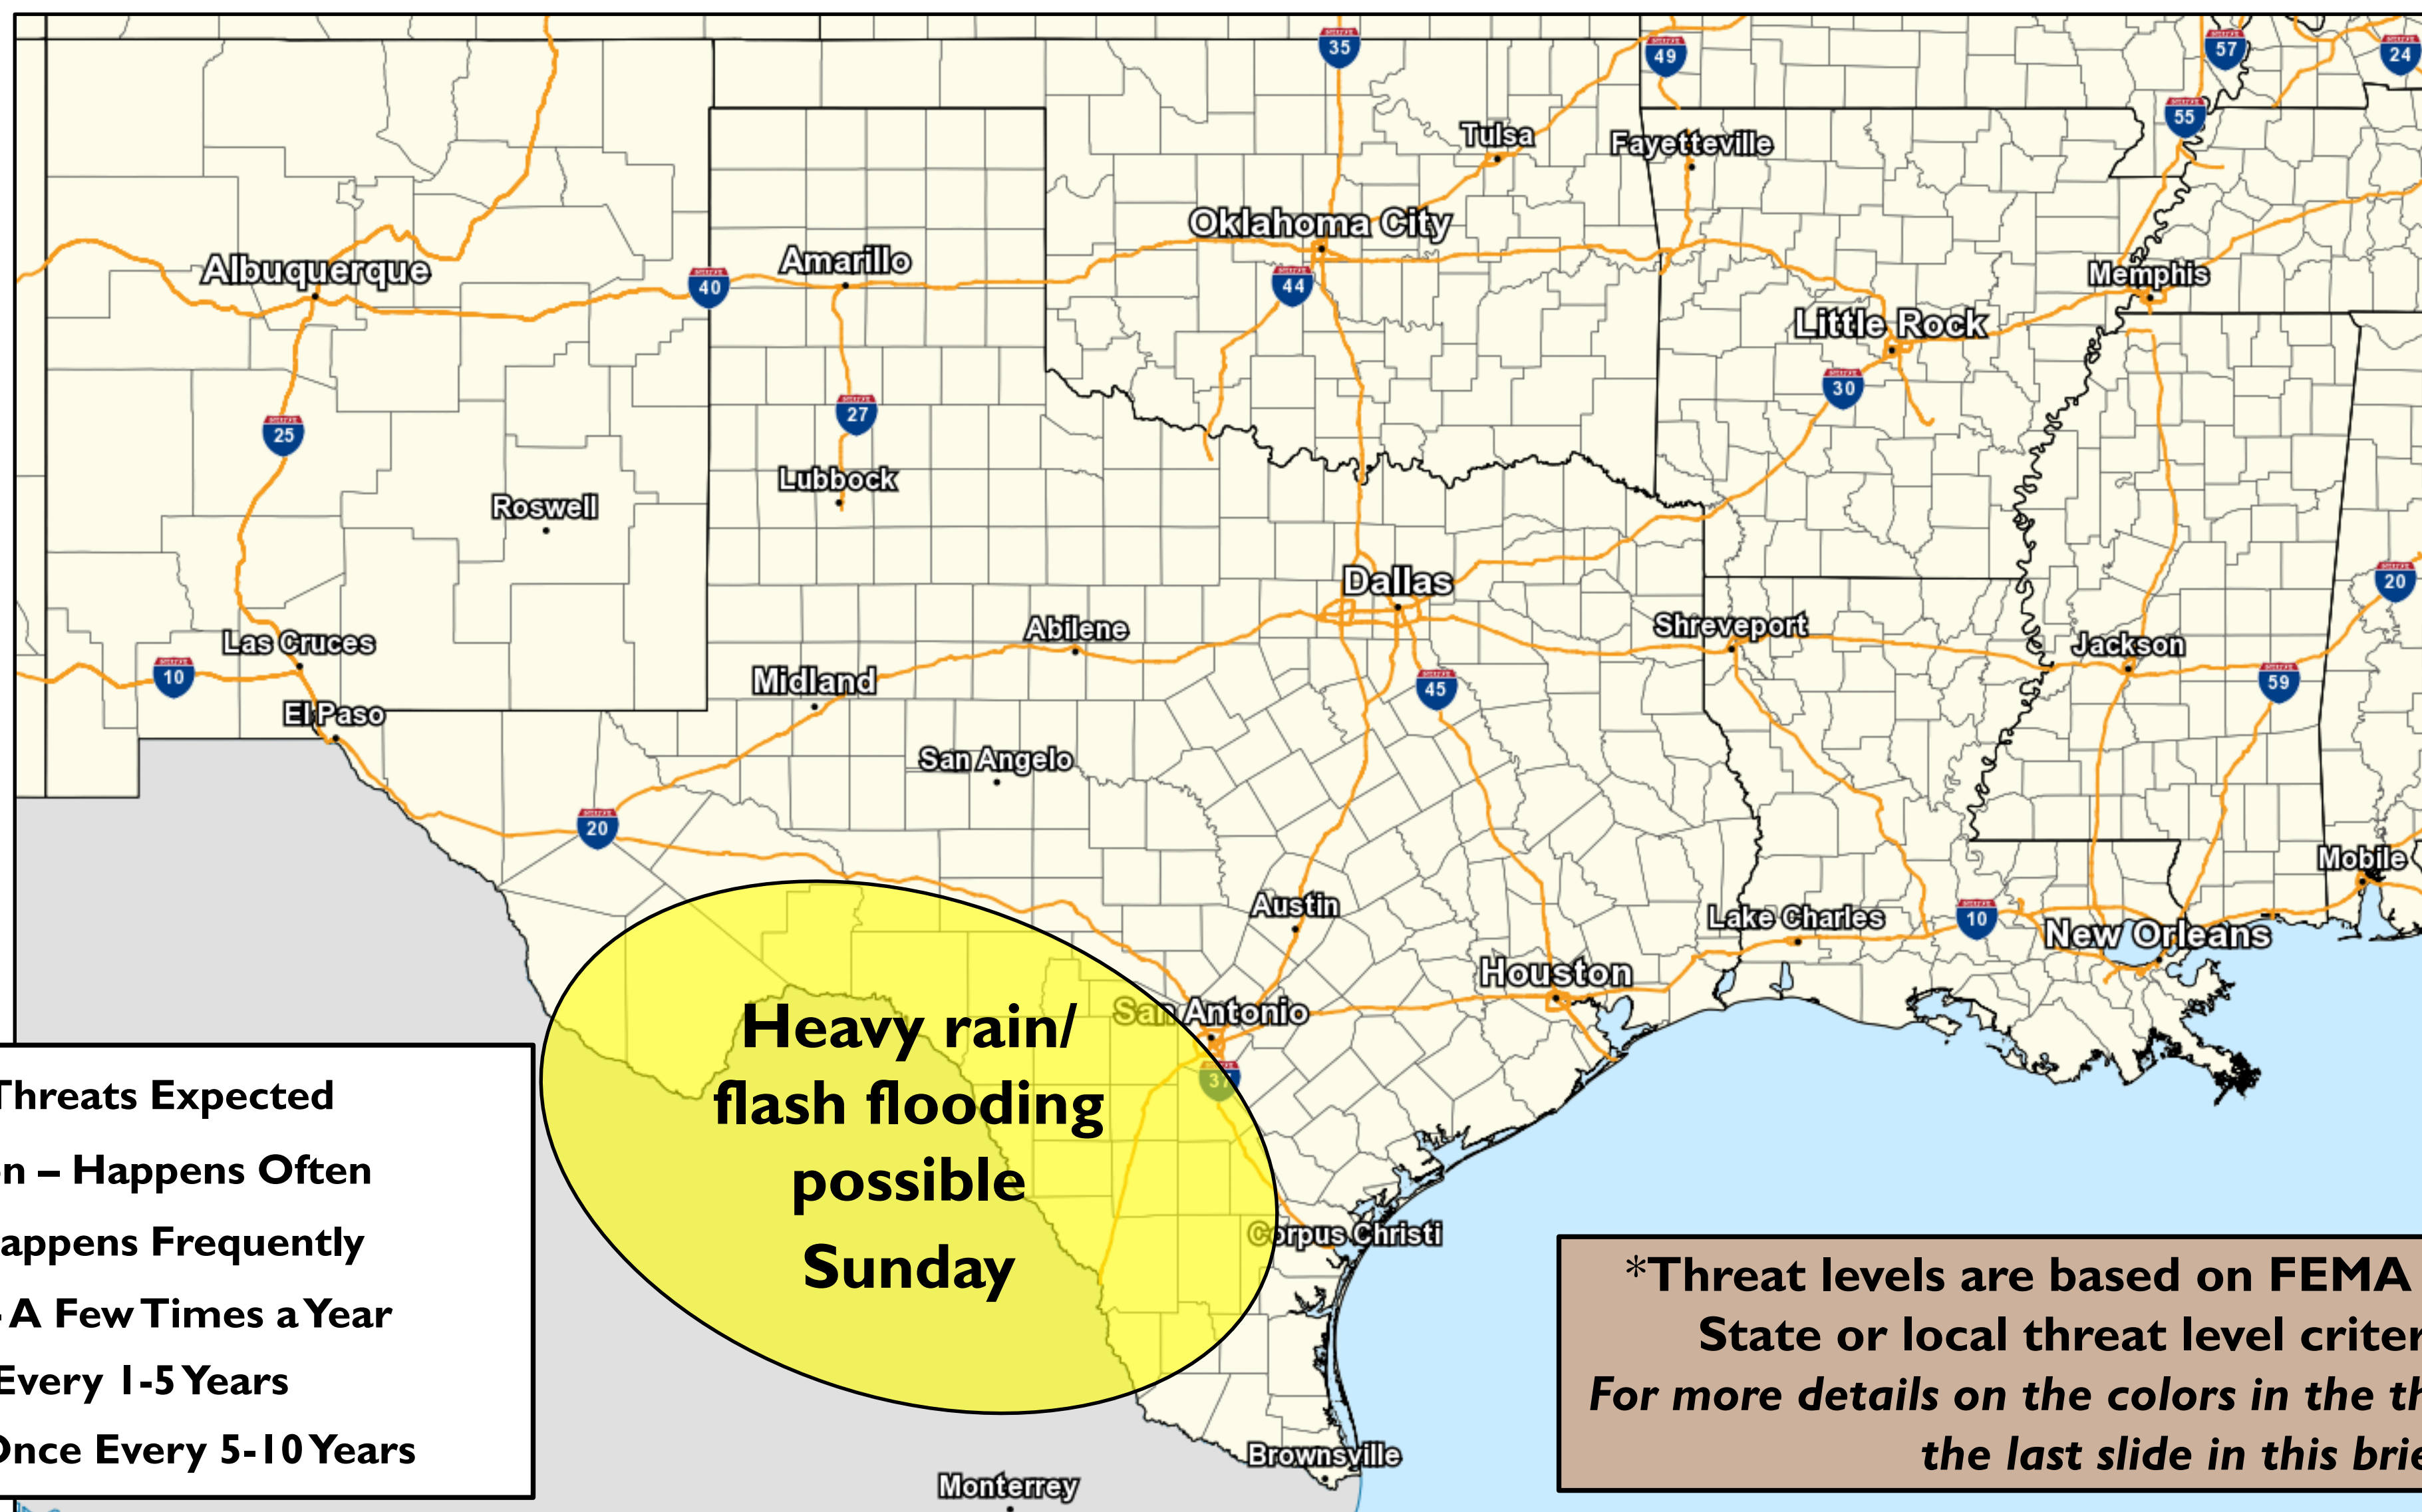 35
49
57
24
55
Tulsa
Fayetteville
Oklahoma City
Albuquerque
Amarillo
40
44
Memphis
Little Rock
30
27
25
Lubbock
Roswell
Dallas
20
Abilene
Shreveport
Las Cruces
Jackson
10
Midland
45
59
El Paso
San Angelo
20
Mobile
Austin
Lake Charles
10
New Orleans
Houston
San Antonio
37
Heavy rain/
flash flooding
possible
Sunday
Corpus Christi
Brownsville
Monterrey
Threats Expected
n – Happens Often
appens Frequently
- A Few Times a Year
Every 1-5 Years
Once Every 5-10 Years
*Threat levels are based on FEMA
State or local threat level criter
For more details on the colors in the th
the last slide in this brie